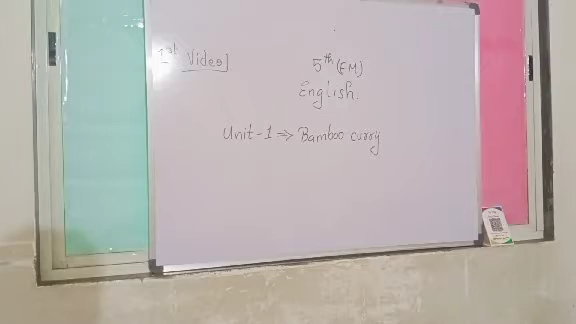 1st Video]
5th (EM)
English.
Unit-1 ⇒ Bamboo curry